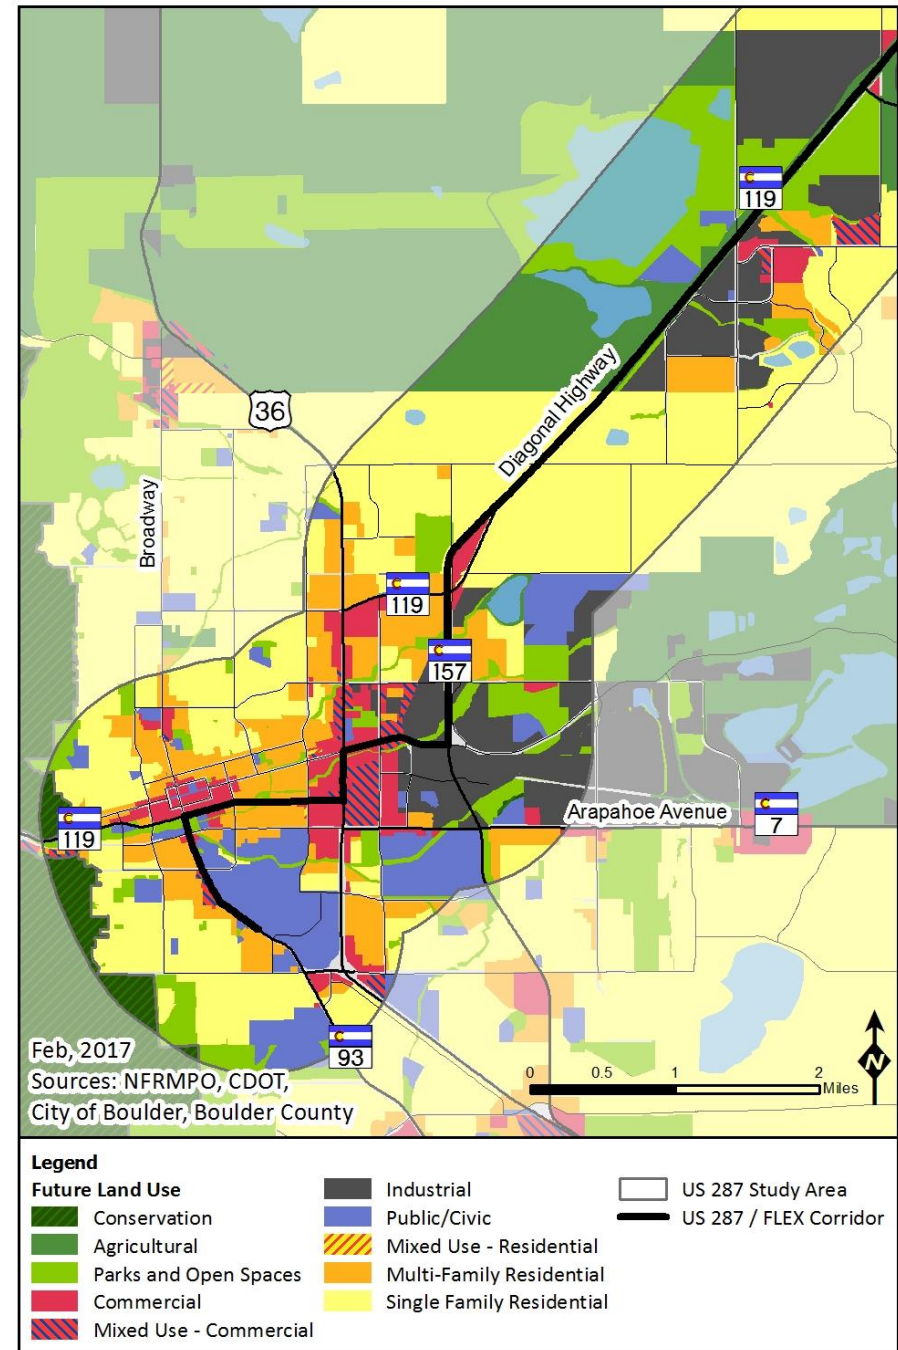 119
36
Diagonal Highway
Broadway
119
157
Arapahoe Avenue
7
119
93
Feb, 2017
Sources: NFRMPO, CDOT,
City of Boulder, Boulder County
0 0.5 1 2
Miles
N
Legend
Future Land Use
Conservation
Agricultural
Parks and Open Spaces
Commercial
Mixed Use - Commercial
Industrial
Public/Civic
Mixed Use - Residential
Multi-Family Residential
Single Family Residential
US 287 Study Area
US 287 / FLEX Corridor